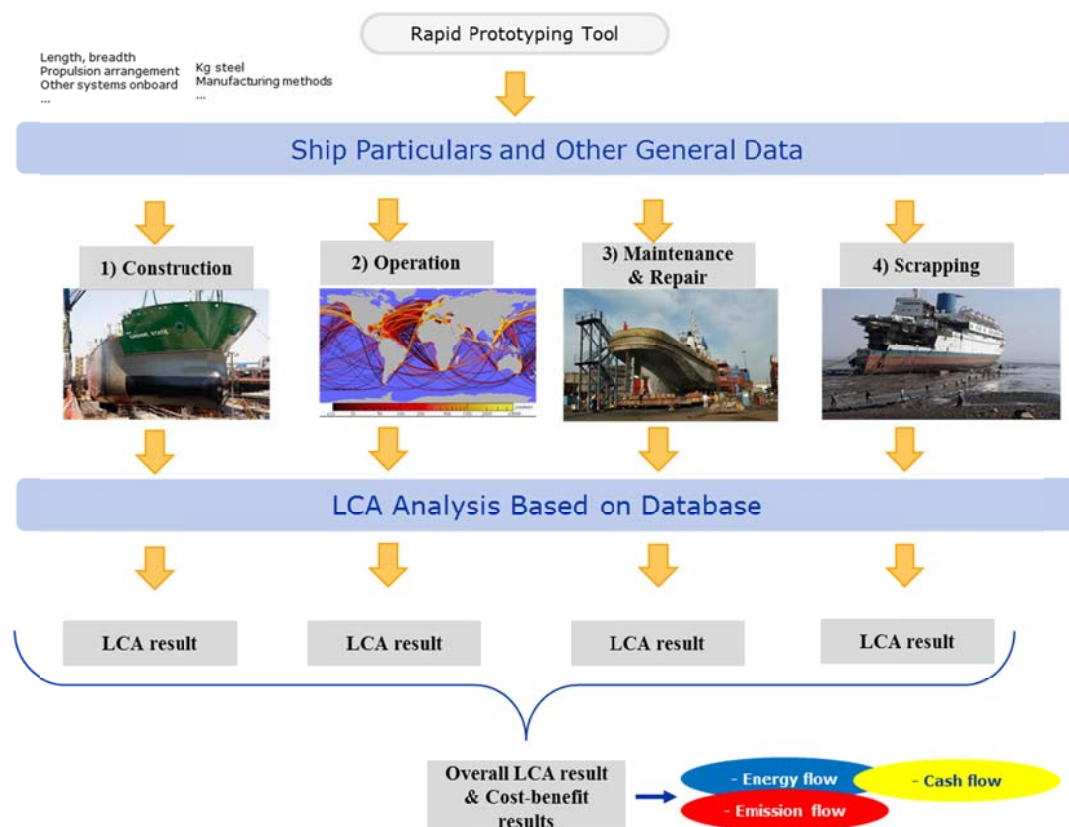 Rapid Prototyping Tool
Length, breadth
Propulsion arrangement
Other systems onboard
...
Kg steel
Manufacturing methods
...
Ship Particulars and Other General Data
1) Construction
2) Operation
3) Maintenance
& Repair
4) Scrapping
LCA Analysis Based on Database
LCA result
LCA result
LCA result
LCA result
Overall LCA result
& Cost-benefit
results
- Energy flow
- Cash flow
- Emission flow